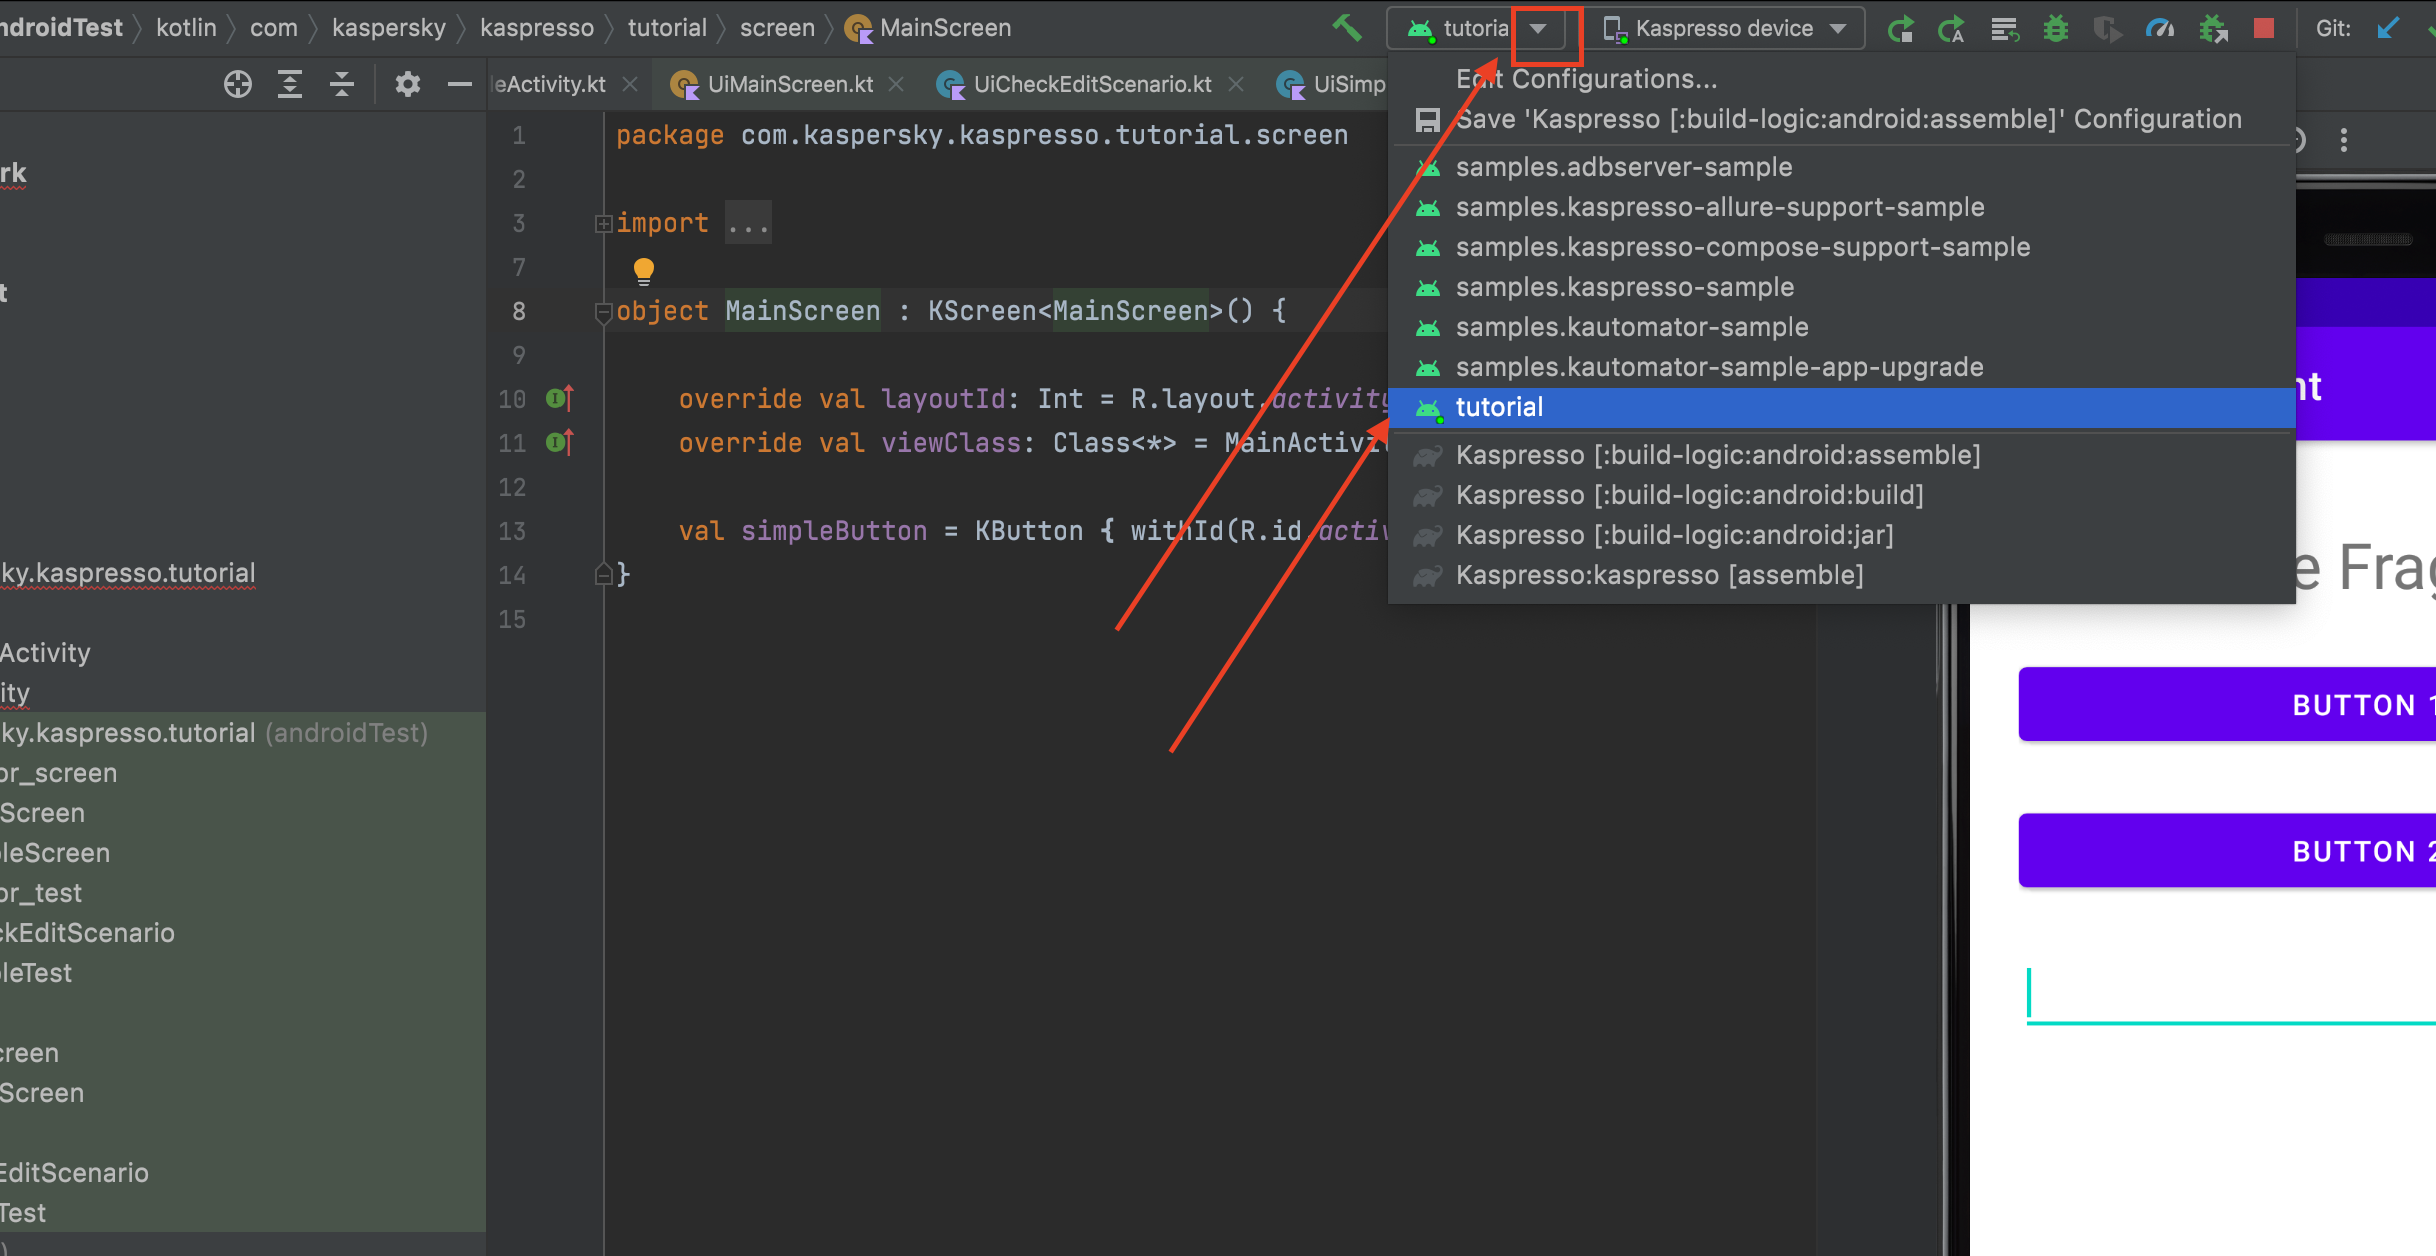 ndroidTest kotlin com kaspersky kaspresso tutorial screen MainScreen
tutoria Kaspresso device Git:
eActivity.kt UiMainScreen.kt UiCheckEditScenario.kt UiSimp
Edit Configurations...
Save 'Kaspresso [:build-logic:android:assemble]' Configuration
samples.adbserver-sample
samples.kaspresso-allure-support-sample
samples.kaspresso-compose-support-sample
samples.kaspresso-sample
samples.kautomator-sample
samples.kautomator-sample-app-upgrade
tutorial
Kaspresso [:build-logic:android:assemble]
Kaspresso [:build-logic:android:build]
Kaspresso [:build-logic:android:jar]
Kaspresso:kaspresso [assemble]
rk
t
ky.kaspresso.tutorial
Activity
ity
ky.kaspresso.tutorial (androidTest)
or_screen
Screen
leScreen
or_test
ckEditScenario
leTest
creen
Screen
EditScenario
Test
)
1 package com.kaspersky.kaspresso.tutorial.screen
2
3 import ...
7
8 object MainScreen : KScreen<MainScreen>() {
9
10 override val layoutId: Int = R.layout.activity
11 override val viewClass: Class<*> = MainActivit
12
13 val simpleButton = KButton { withId(R.id.activ
14 }
15
nt
e Frag
BUTTON 1
BUTTON 2